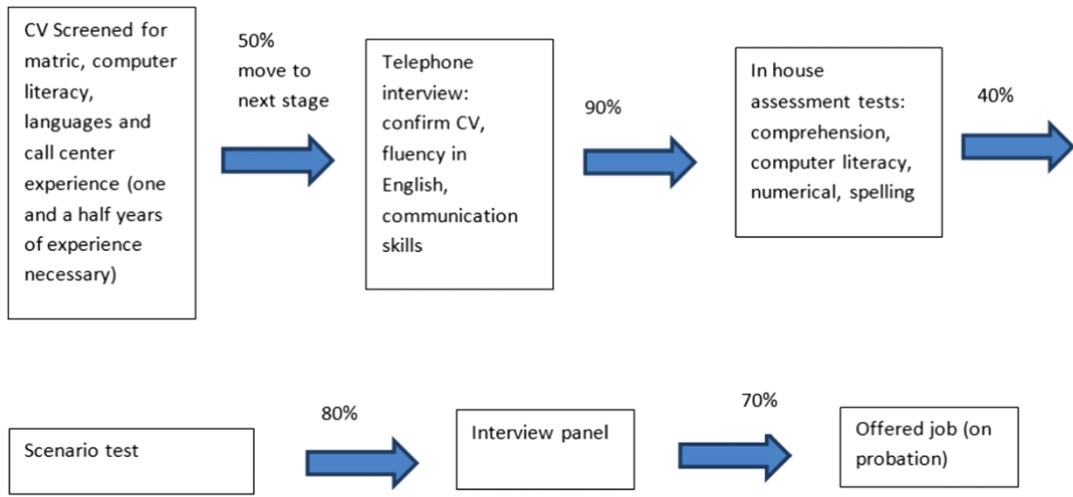 CV Screened for
matric, computer
literacy,
languages and
call center
experience (one
and a half years
of experience
necessary)
50%
move to
next stage
Telephone
interview:
confirm CV,
fluency in
English,
communication
skills
90%
In house
assessment tests:
comprehension,
computer literacy,
numerical, spelling
40%
Scenario test
80%
Interview panel
70%
Offered job (on
probation)